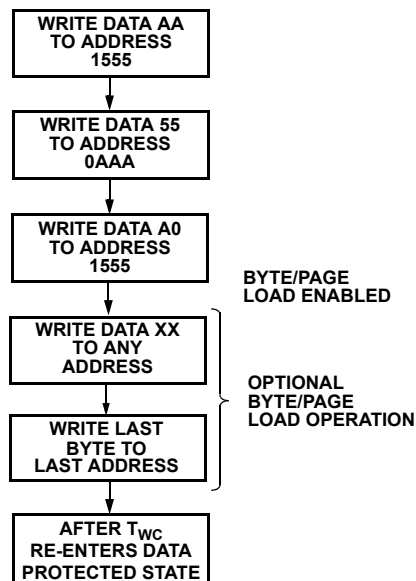 WRITE DATA AA
TO ADDRESS
1555
WRITE DATA 55
TO ADDRESS
0AAA
WRITE DATA A0
TO ADDRESS
1555
BYTE/PAGE
LOAD ENABLED
WRITE DATA XX
TO ANY
ADDRESS
OPTIONAL
BYTE/PAGE
LOAD OPERATION
WRITE LAST
BYTE TO
LAST ADDRESS
AFTER TWC
RE-ENTERS DATA
PROTECTED STATE